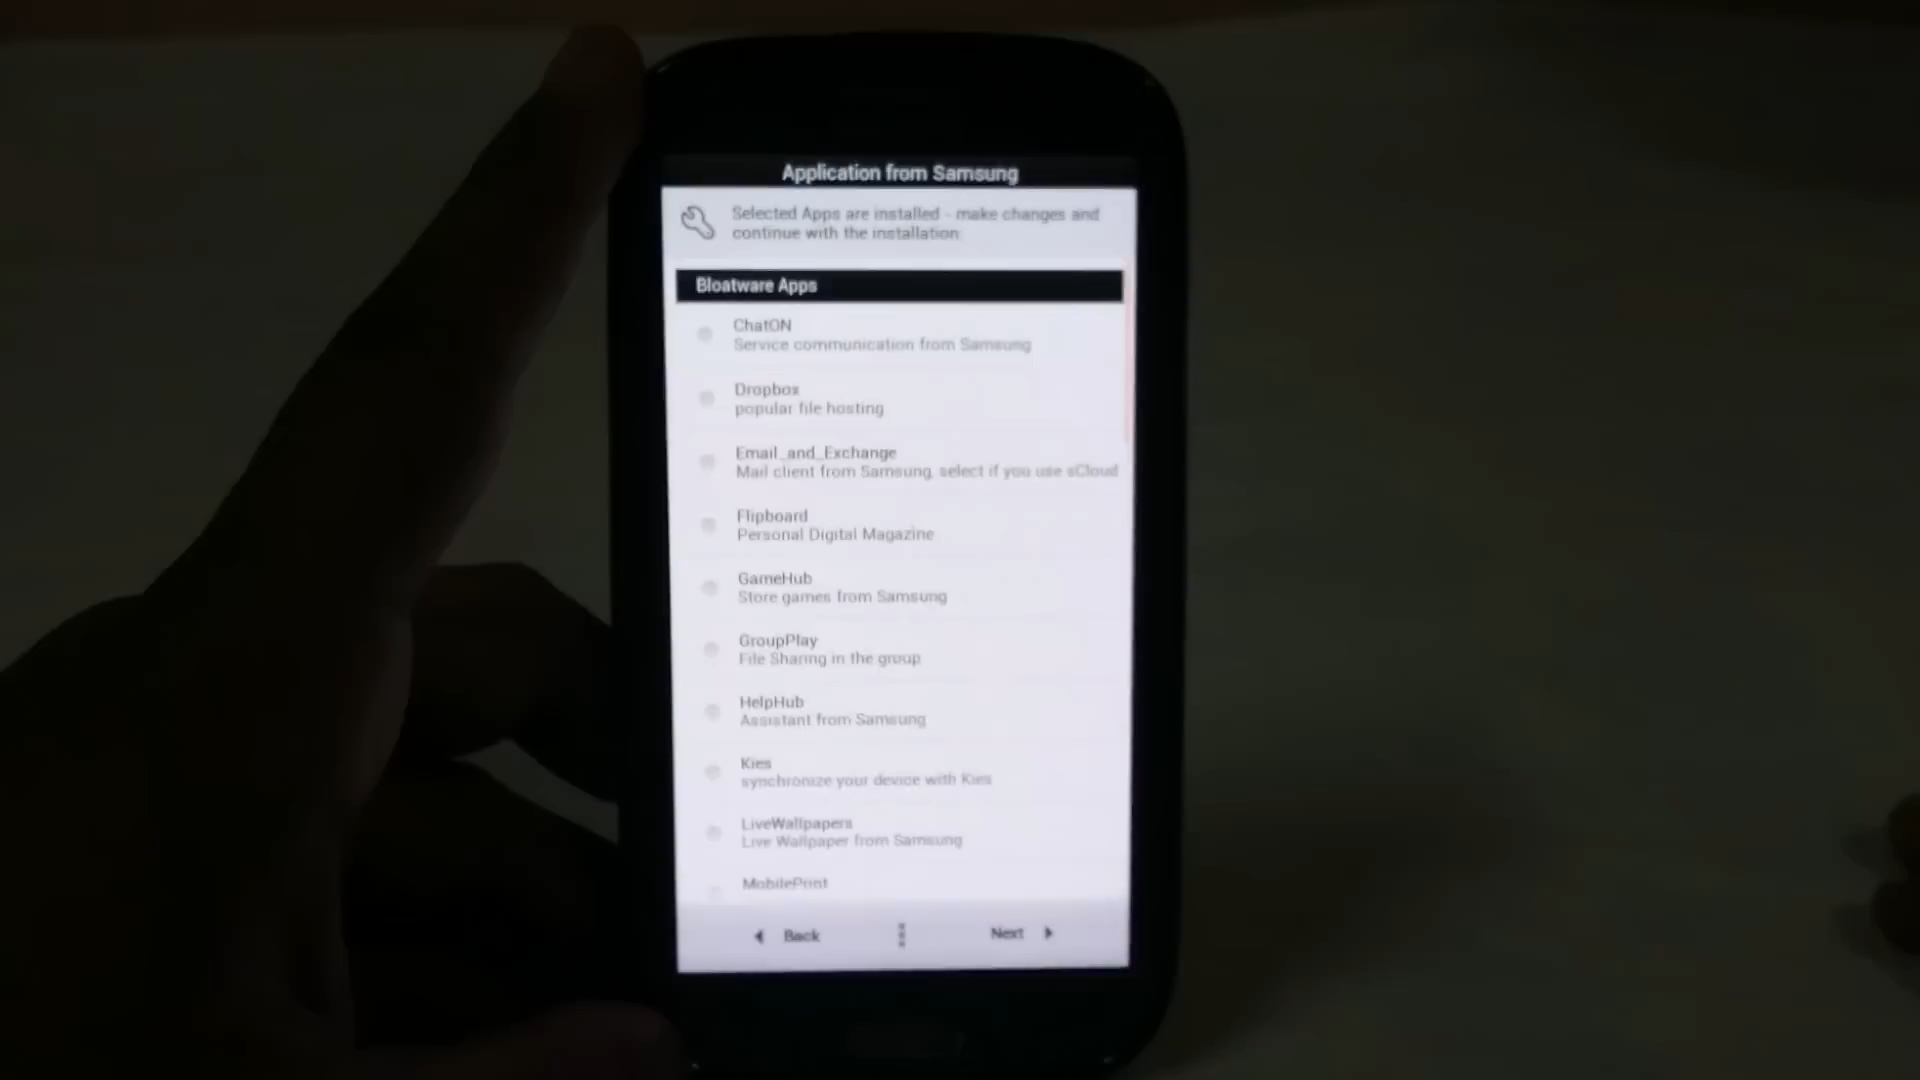 Application from Samsung
Selected Apps are installed - make changes and
continue with the installation
Bloatware Apps
ChatON
Service communication from Samsung
Dropbox
popular file hosting
Email_and_Exchange
Mail client from Samsung, select if you use sCloud
Flipboard
Personal Digital Magazine
GameHub
Store games from Samsung
GroupPlay
File Sharing in the group
HelpHub
Assistant from Samsung
Kies
synchronize your device with Kies
LiveWallpapers
Live Wallpaper from Samsung
MobilePrint
Back
Next